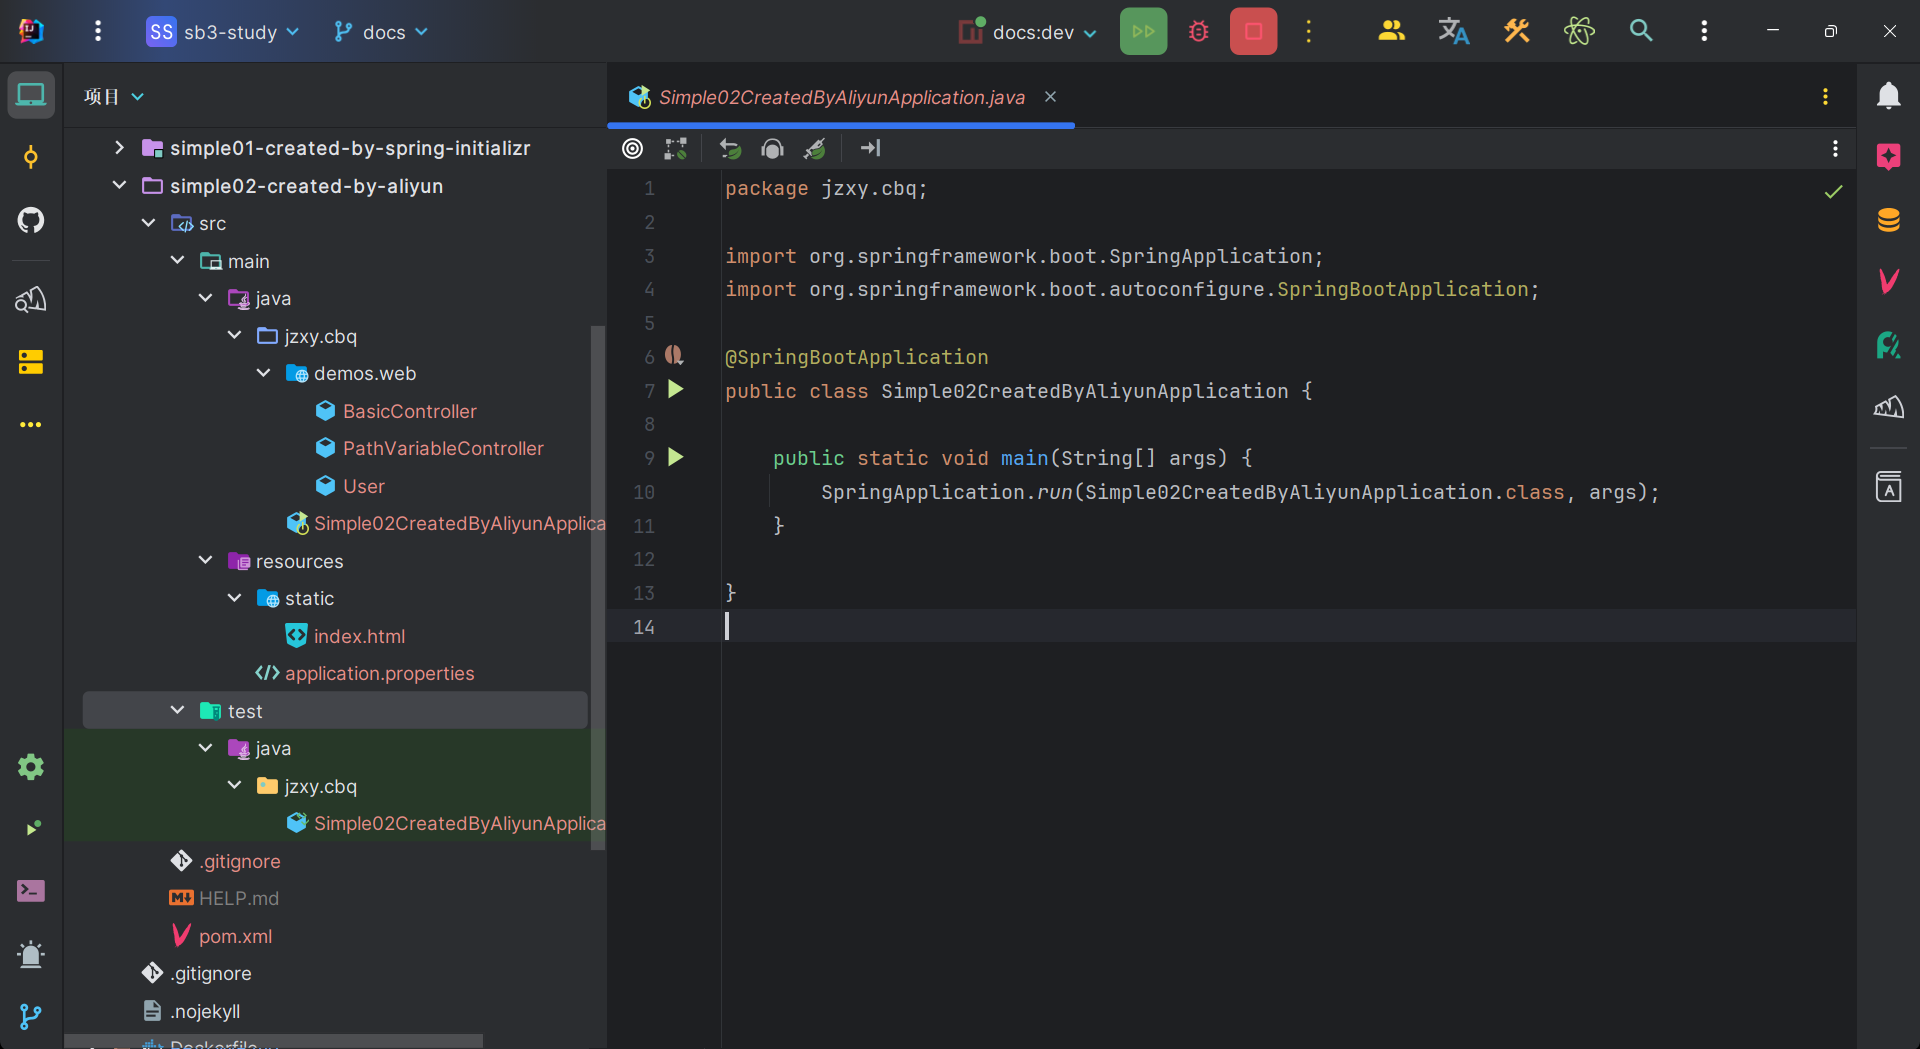 SS sb3-study docs docs:dev
项目
simple01-created-by-spring-initializr
simple02-created-by-aliyun
src
main
java
jzxy.cbq
demos.web
BasicController
PathVariableController
User
Simple02CreatedByAliyunApplica
resources
static
index.html
application.properties
test
java
jzxy.cbq
Simple02CreatedByAliyunApplica
.gitignore
HELP.md
pom.xml
.gitignore
.nojekyll
Dockerfile
Simple02CreatedByAliyunApplication.java
1 package jzxy.cbq;
2
3 import org.springframework.boot.SpringApplication;
4 import org.springframework.boot.autoconfigure.SpringBootApplication;
5
6 @SpringBootApplication
7 public class Simple02CreatedByAliyunApplication {
8
9 public static void main(String[] args) {
10 SpringApplication.run(Simple02CreatedByAliyunApplication.class, args);
11 }
12
13 }
14